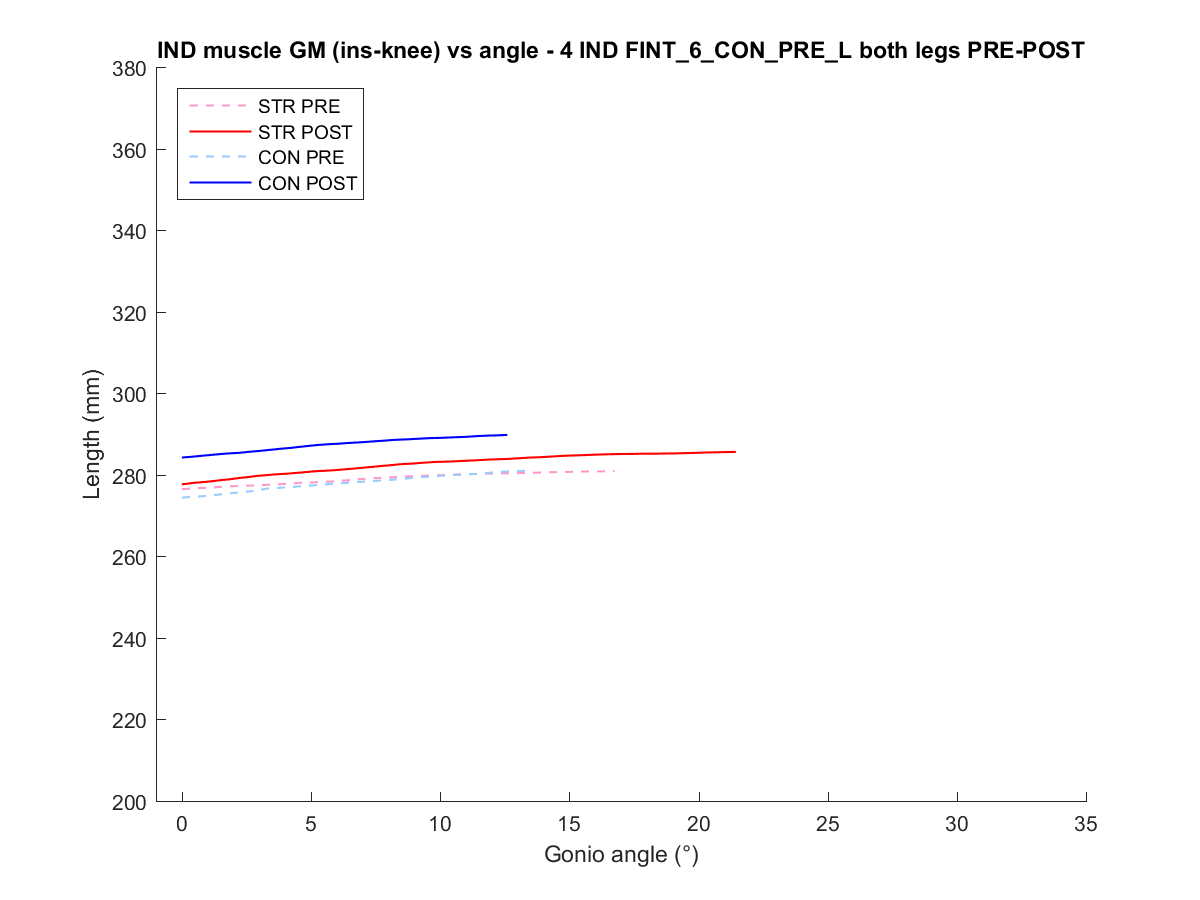 IND muscle GM (ins-knee) vs angle - 4 IND FINT_6_CON_PRE_L both legs PRE-POST
STR PRE
STR POST
CON PRE
CON POST
Length (mm)
380
360
340
320
300
280
260
240
220
200
0 5 10 15 20 25 30 35
Gonio angle (°)